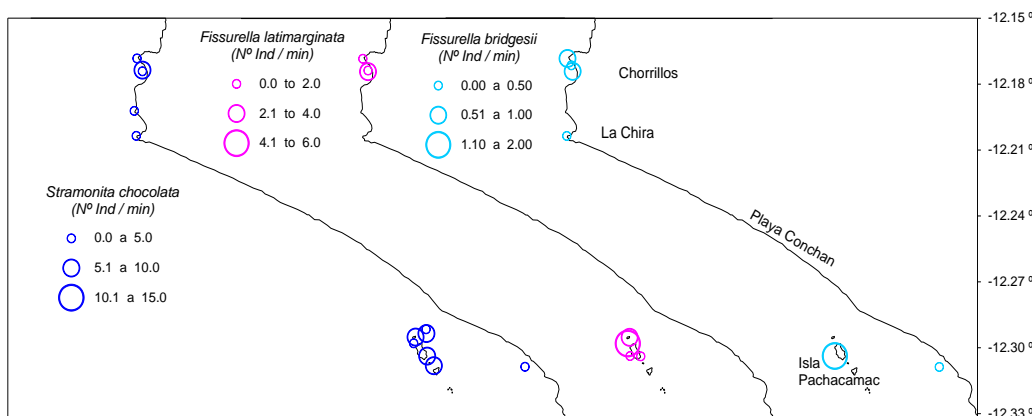 Fissurella latimarginata
(Nº Ind / min)
0.0 to 2.0
2.1 to 4.0
4.1 to 6.0
Fissurella bridgesii
(Nº Ind / min)
0.00 a 0.50
0.51 a 1.00
1.10 a 2.00
Chorrillos
La Chira
Stramonita chocolata
(Nº Ind / min)
0.0 a 5.0
5.1 a 10.0
10.1 a 15.0
Playa Conchan
Isla
Pachacamac
-12.15 º
-12.18 º
-12.21 º
-12.24 º
-12.27 º
-12.30 º
-12.33 º